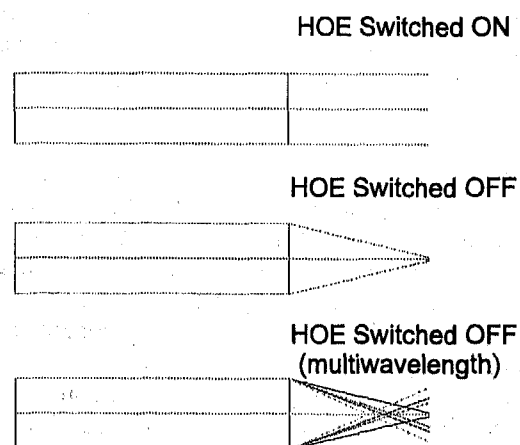 HOE Switched ON
HOE Switched OFF
HOE Switched OFF
(multiwavelength)